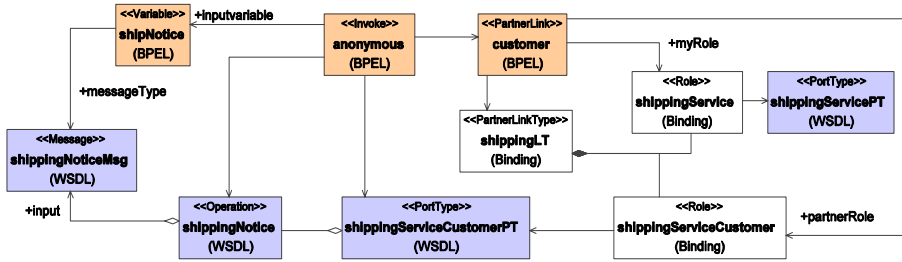 <<Variable>>
shipNotice
(BPEL)
+inputvariable
<<Invoke>>
anonymous
(BPEL)
<<PartnerLink>>
customer
(BPEL)
+myRole
+messageType
<<Role>>
shippingService
(Binding)
<<PortType>>
shippingServicePT
(WSDL)
<<PartnerLinkType>>
shippingLT
(Binding)
<<Message>>
shippingNoticeMsg
(WSDL)
+input
<<Operation>>
shippingNotice
(WSDL)
<<PortType>>
shippingServiceCustomerPT
(WSDL)
<<Role>>
shippingServiceCustomer
(Binding)
+partnerRole